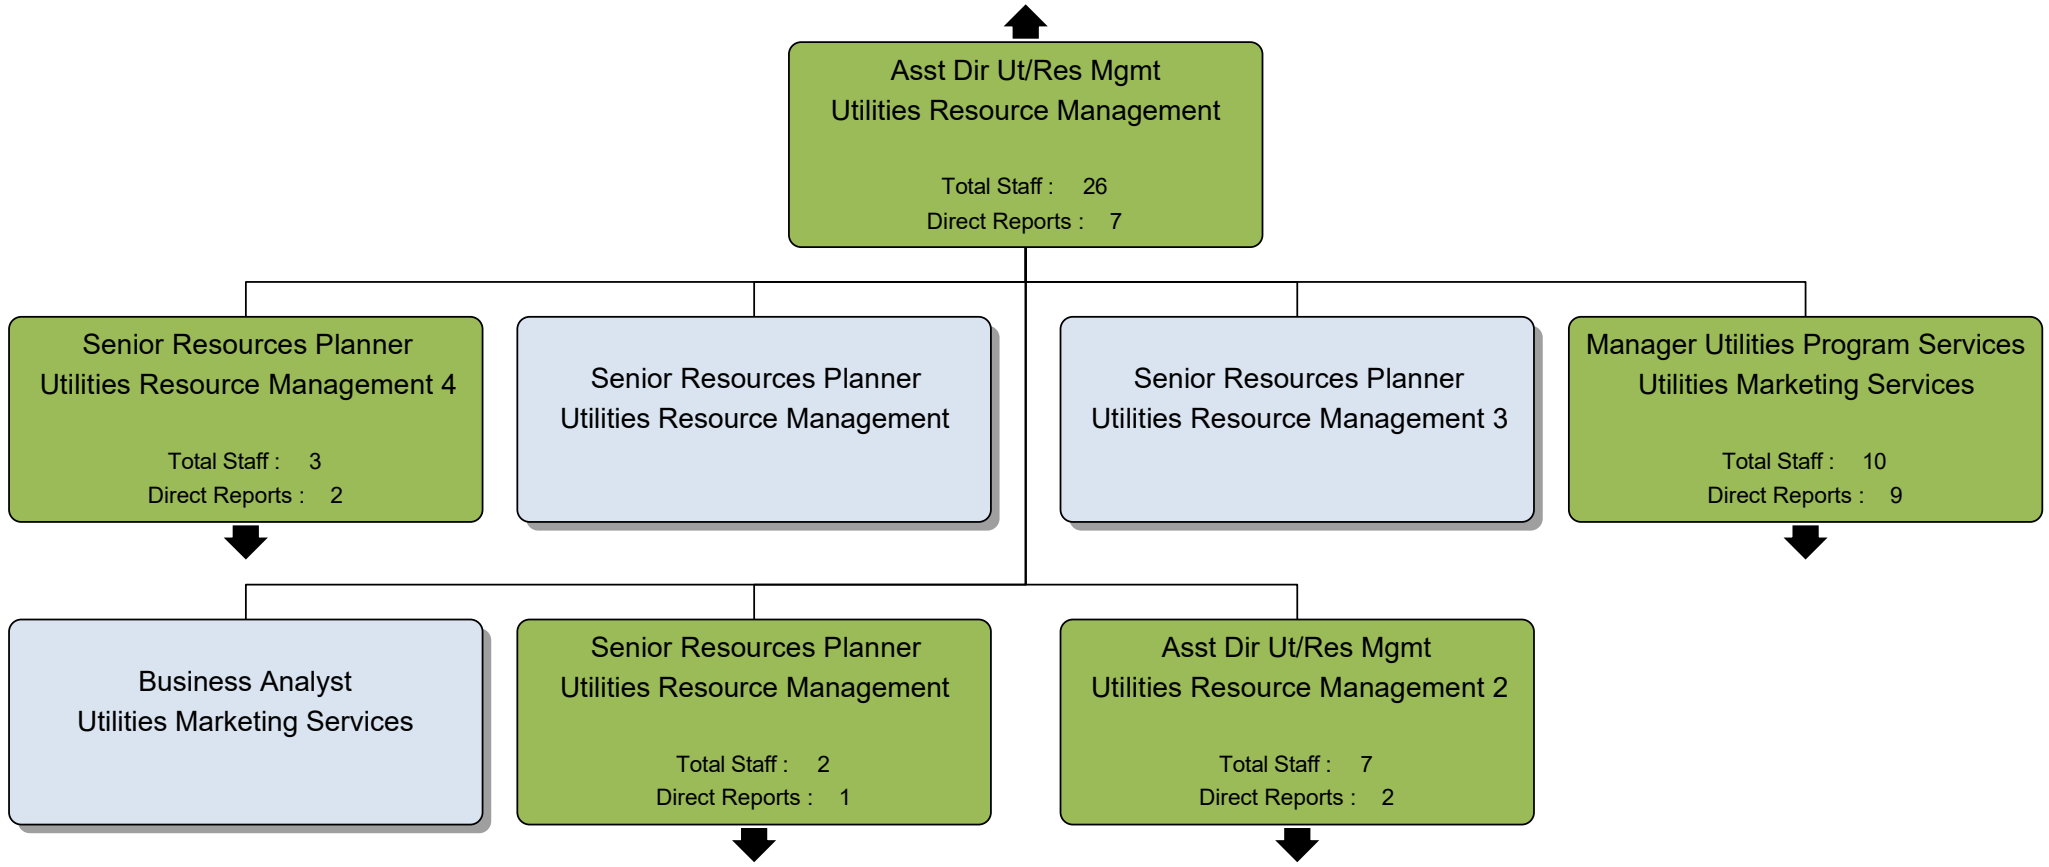 Asst Dir Ut/Res Mgmt
Utilities Resource Management
Total Staff : 26
Direct Reports : 7
Senior Resources Planner
Utilities Resource Management 4
Total Staff : 3
Direct Reports : 2
Senior Resources Planner
Utilities Resource Management
Senior Resources Planner
Utilities Resource Management 3
Manager Utilities Program Services
Utilities Marketing Services
Total Staff : 10
Direct Reports : 9
Business Analyst
Utilities Marketing Services
Senior Resources Planner
Utilities Resource Management
Total Staff : 2
Direct Reports : 1
Asst Dir Ut/Res Mgmt
Utilities Resource Management 2
Total Staff : 7
Direct Reports : 2